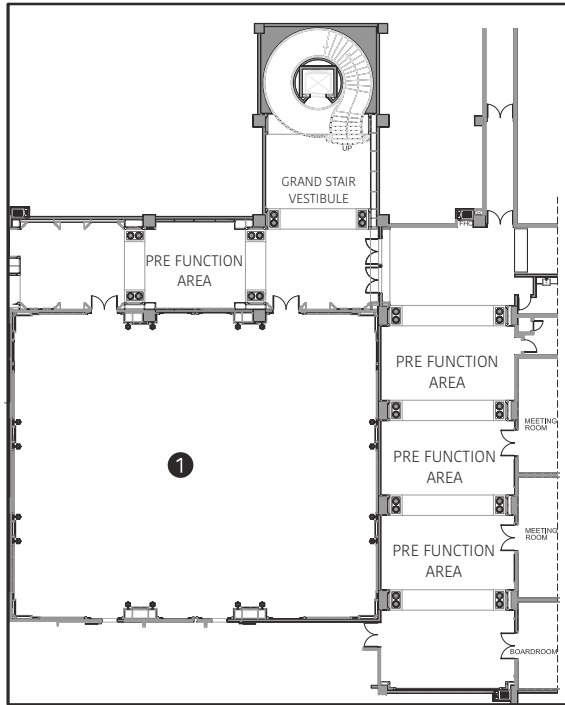 UP
GRAND STAIR
VESTIBULE
FHC
PRE FUNCTION
AREA
PRE FUNCTION
AREA
MEETING
ROOM
PRE FUNCTION
AREA
1
MEETING
ROOM
PRE FUNCTION
AREA
BOARDROOM